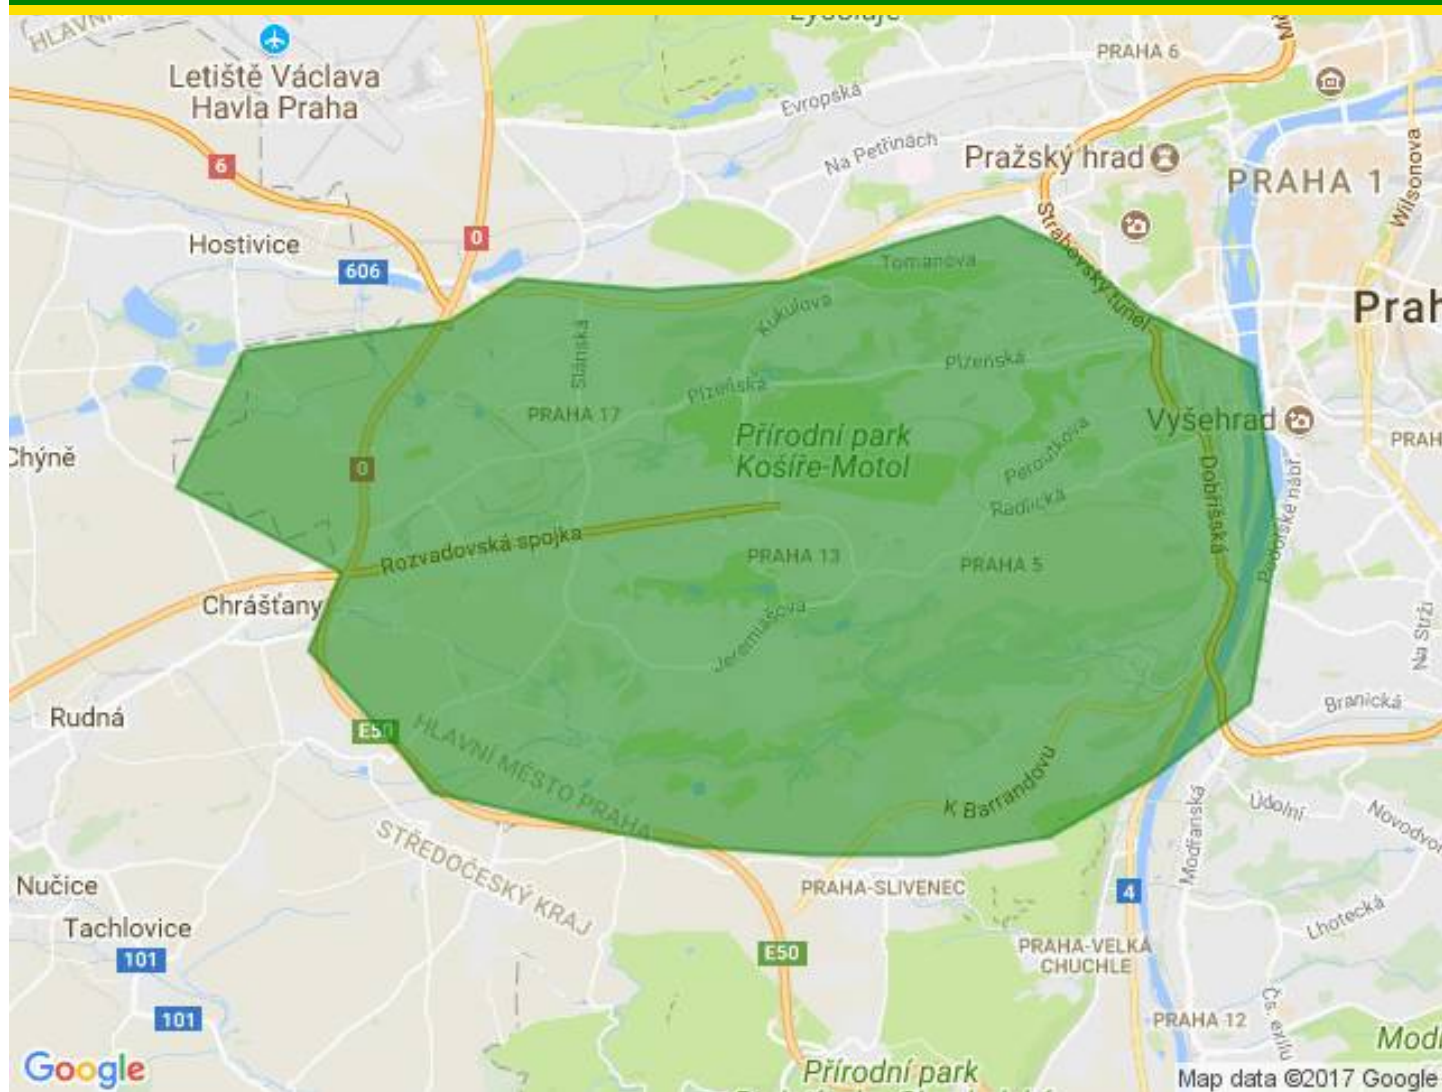 HLAVNÍ
Letiště Václava
Havla Praha
PRAHA 6
Evropská
Na Petřinách
Pražský hrad
PRAHA 1
Wilsonova
6
0
Hostivice
606
Strahovský tunel
Tomanova
Kukulova
Slánská
Plzeňská
Plzeňská
PRAHA 17
Přírodní park
Košíře-Motol
Vyšehrad
Peroutkova
Radlická
Chýně
0
Rozvadovská spojka
PRAHA 13
PRAHA 5
Dobříšská
Podolské nábř.
Chrášťany
Jeremiášova
Na Strži
Rudná
E50
HLAVNÍ MĚSTO PRAHA
STŘEDOČESKÝ KRAJ
K Barrandovu
Branická
Modřanská
Údolní
Nučice
PRAHA-SLIVENEC
4
Tachlovice
101
E50
PRAHA-VELKÁ
CHUCHLE
Lhotecká
101
PRAHA 12
Čs. exilu
Přírodní park
Google
Map data ©2017 Google